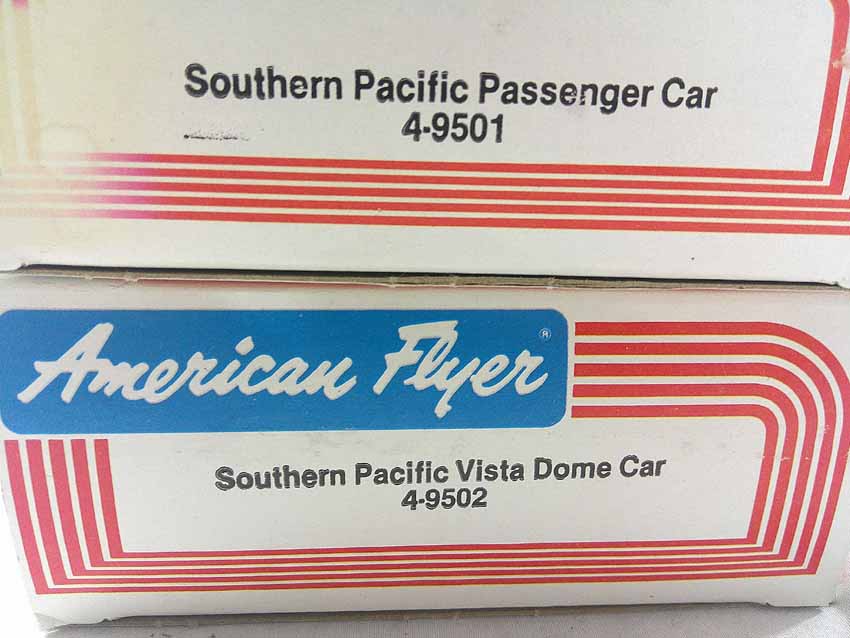 Southern Pacific Passenger Car
4-9501
American Flyer ®
Southern Pacific Vista Dome Car
4-9502